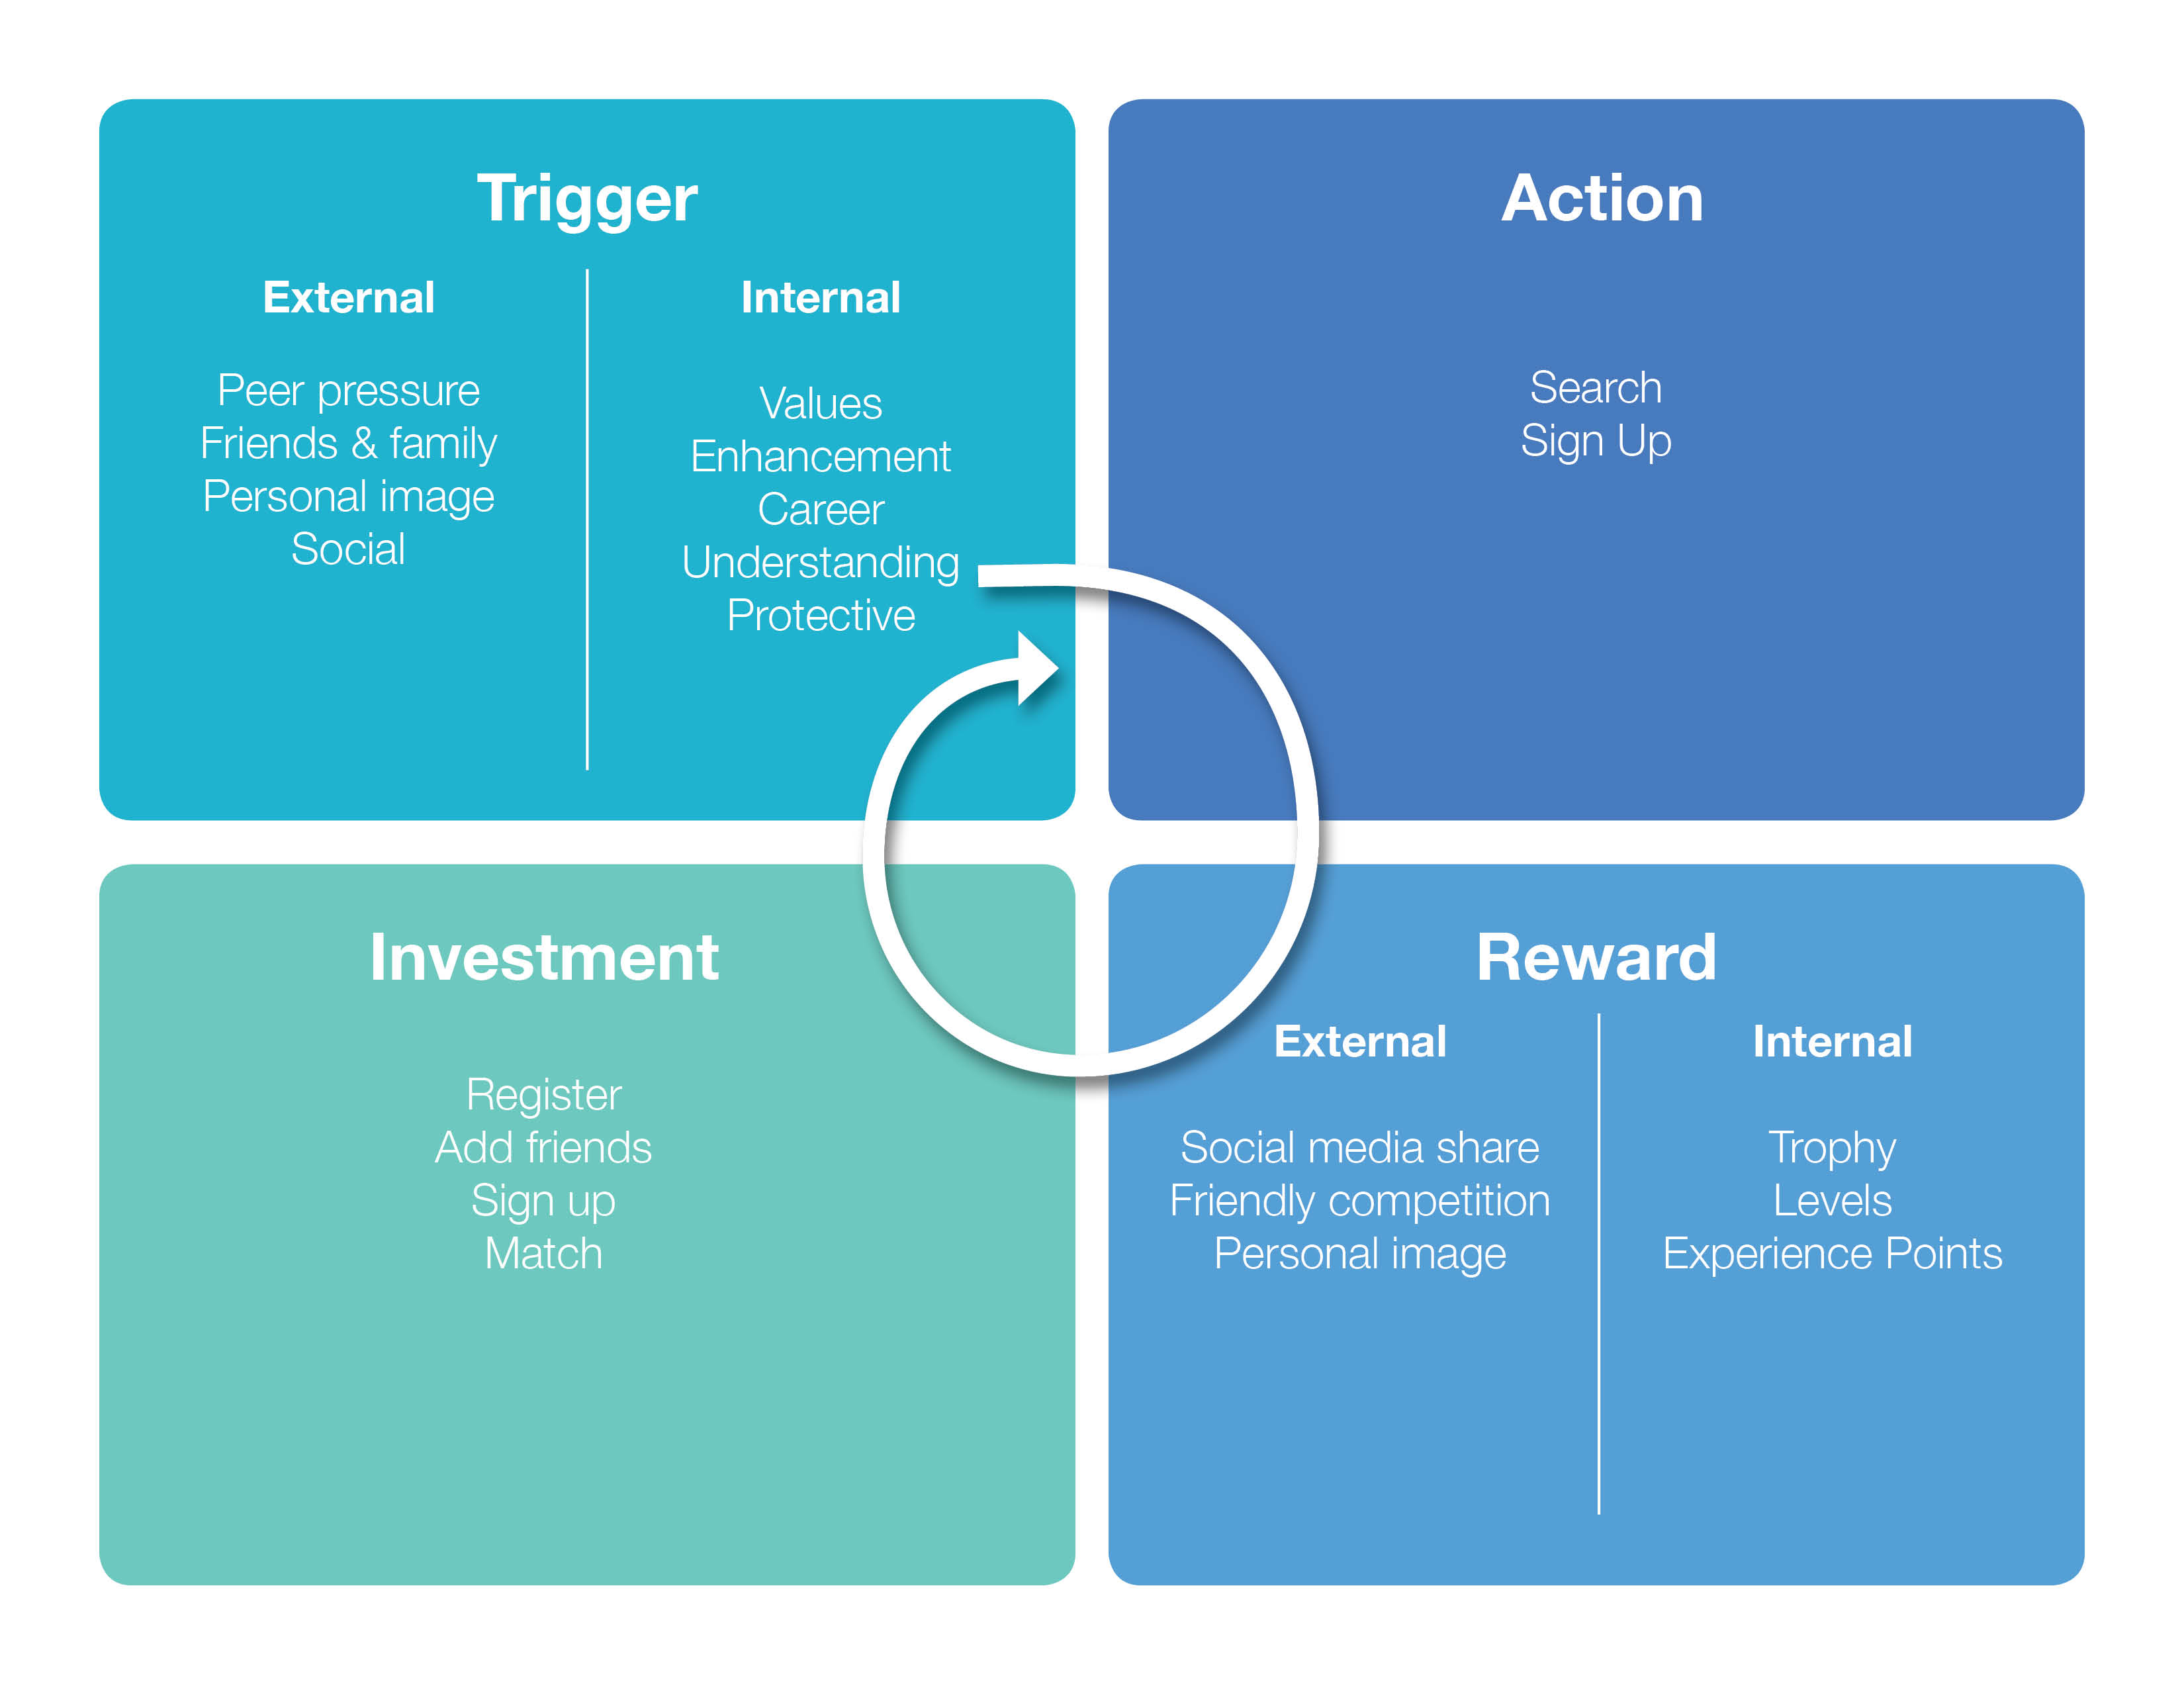 Trigger
External
Peer pressure
Friends & family
Personal image
Social
Internal
Values
Enhancement
Career
Understanding
Protective
Action
Search
Sign Up
Investment
Register
Add friends
Sign up
Match
Reward
External
Social media share
Friendly competition
Personal image
Internal
Trophy
Levels
Experience Points